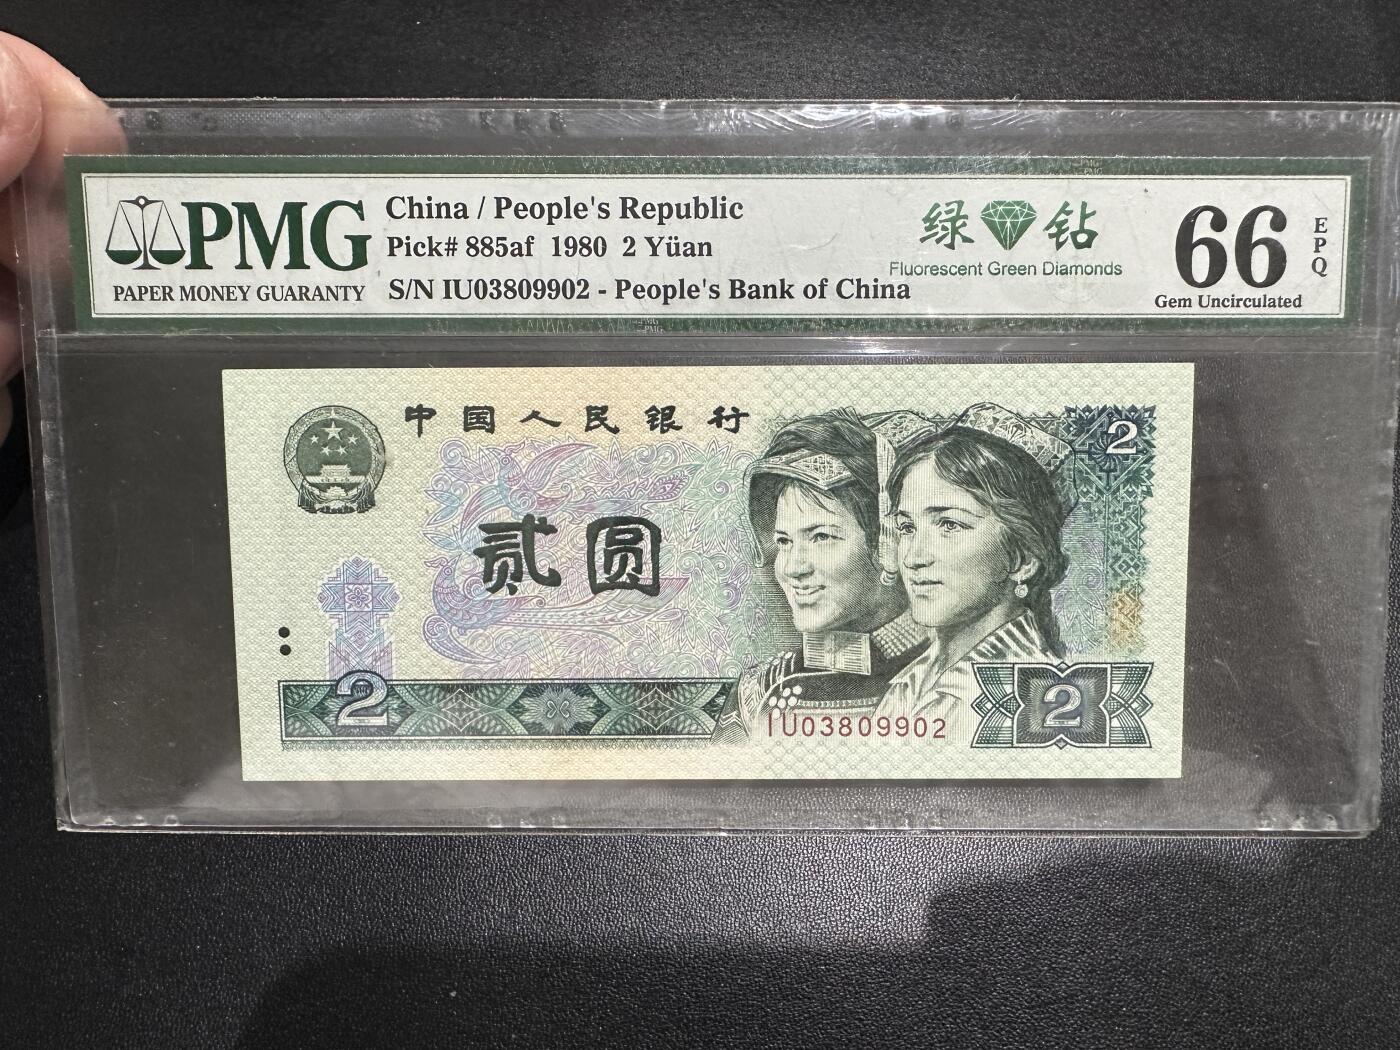 PMG
PAPER MONEY GUARANTY
China / People's Republic
Pick# 885af 1980 2 Yüan
S/N IU03809902 - People's Bank of China
绿 钻
Fluorescent Green Diamonds
66
EPQ
Gem Uncirculated
中国人民银行
2
贰圆
2
IU03809902
2